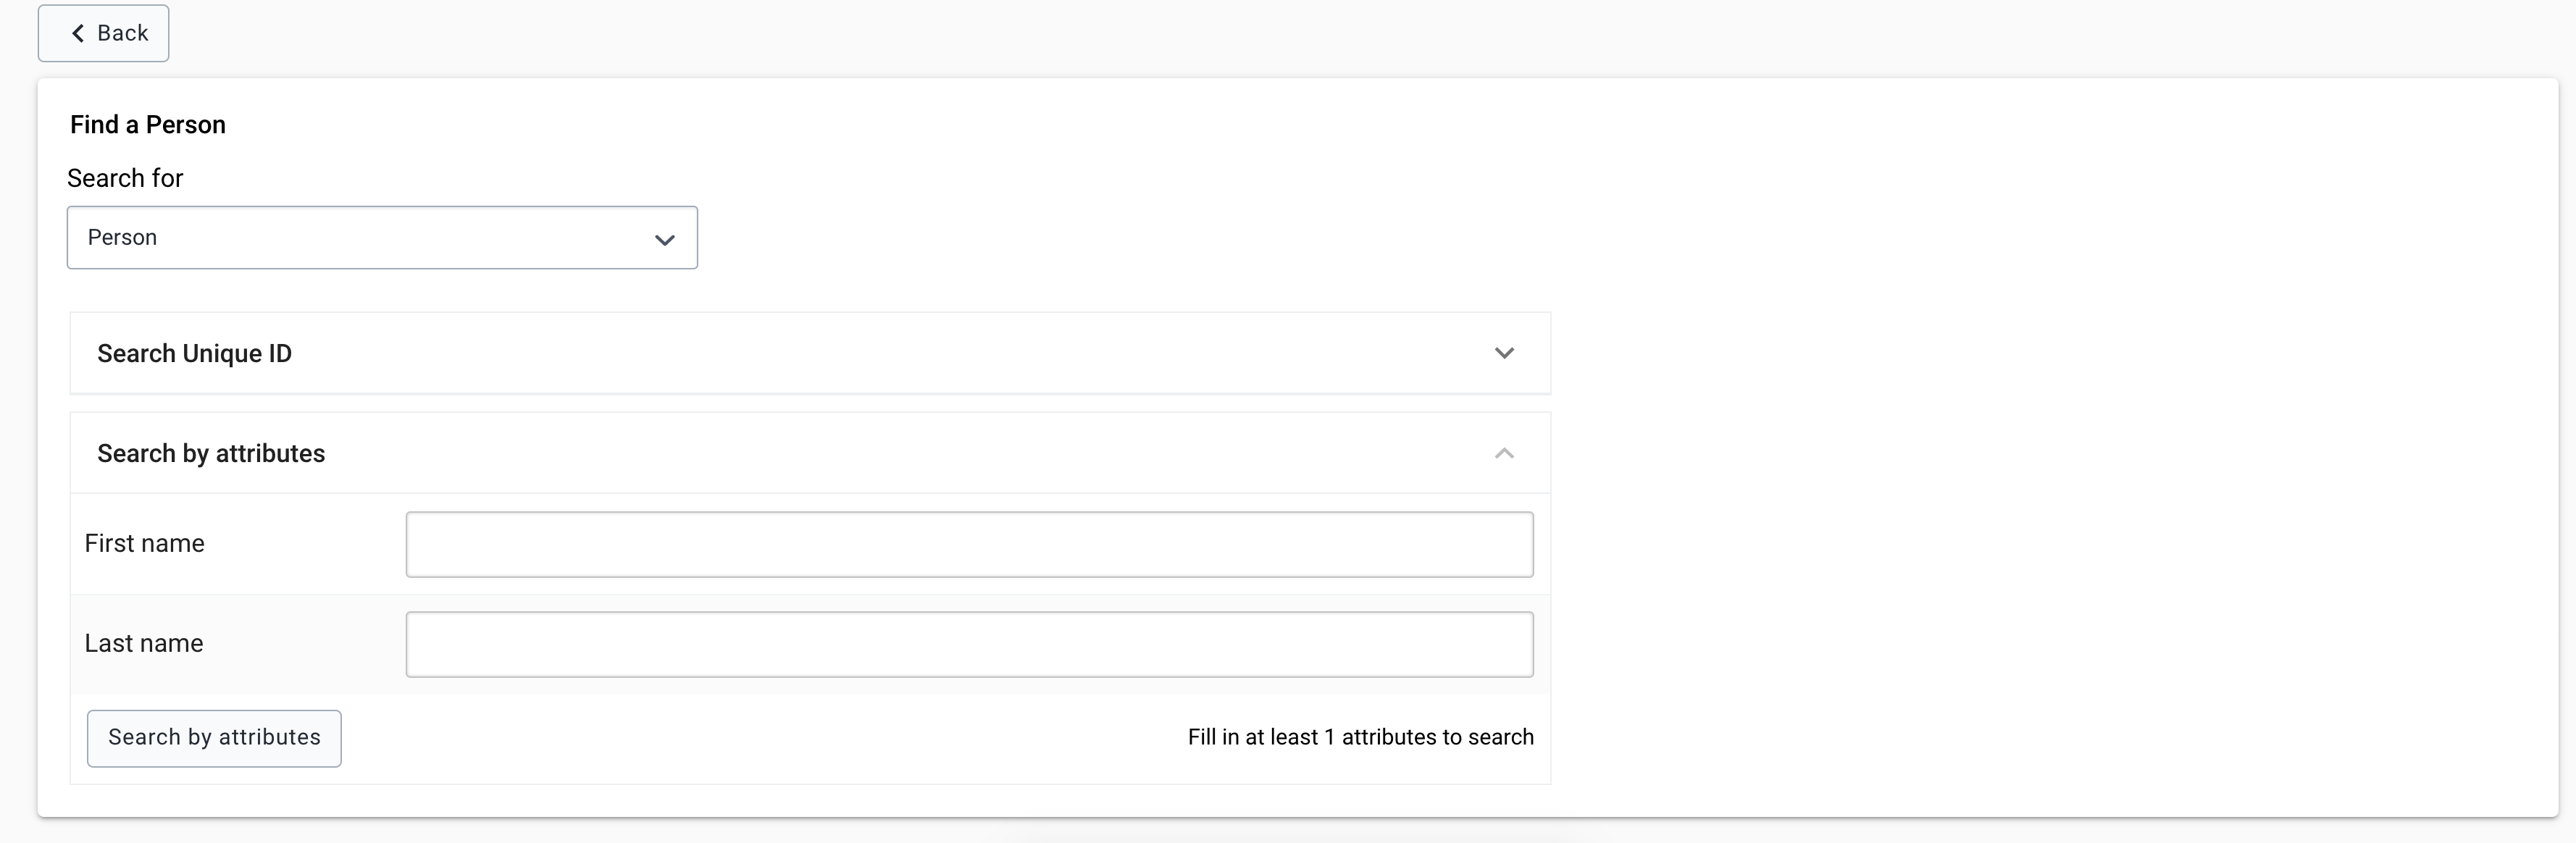 Back
Find a Person
Search for
Person
Search Unique ID
Search by attributes
First name
Last name
Search by attributes
Fill in at least 1 attributes to search